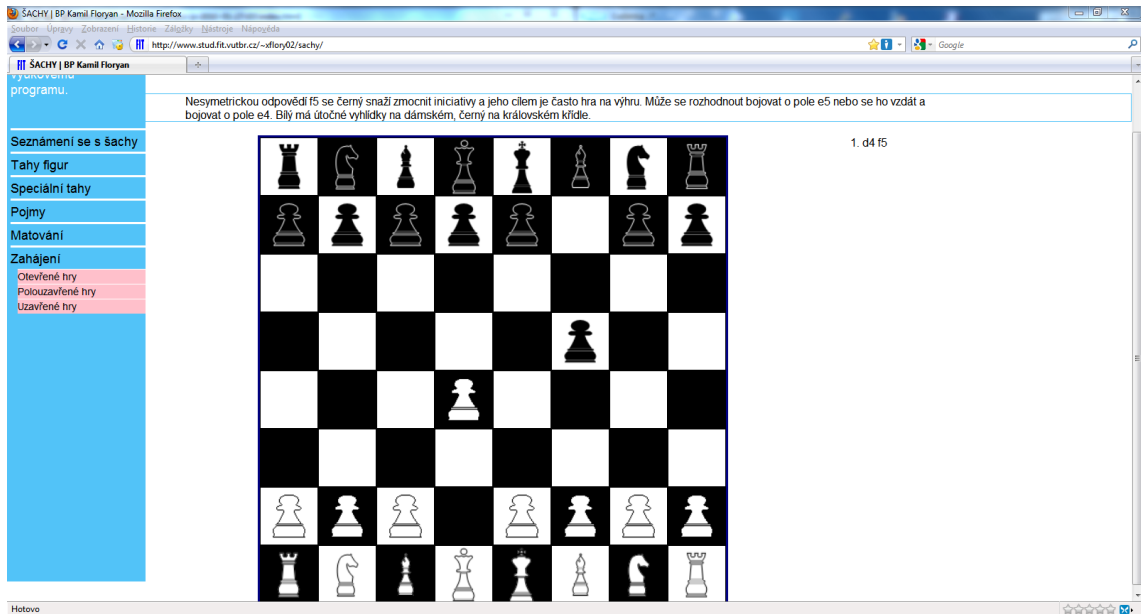 ŠACHY | BP Kamil Floryan - Mozilla Firefox
Soubor Úpravy Zobrazení Historie Záložky Nástroje Nápověda
http://www.stud.fit.vutbr.cz/~xflory02/sachy/
Google
ŠACHY | BP Kamil Floryan
výukovému
programu.
Nesymetrickou odpovědí f5 se černý snaží zmocnit iniciativy a jeho cílem je často hra na výhru. Může se rozhodnout bojovat o pole e5 nebo se ho vzdát a
bojovat o pole e4. Bílý má útočné vyhlídky na dámském, černý na královském křídle.
Seznámení se s šachy
Tahy figur
Speciální tahy
Pojmy
Matování
Zahájení
Otevřené hry
Polouzavřené hry
Uzavřené hry
1. d4 f5
Hotovo